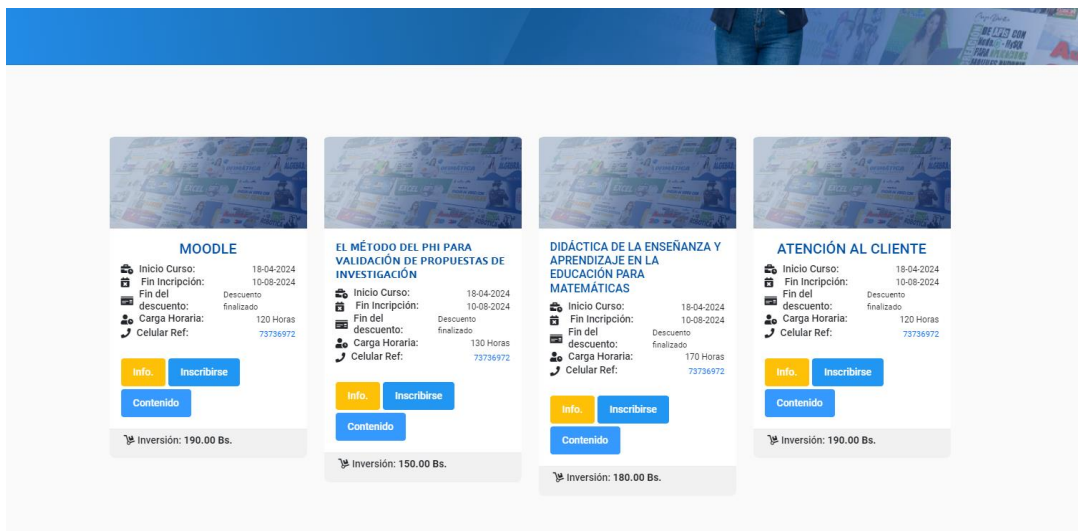 DE APIS CON
MOODLE
Inicio Curso: 18-04-2024
Fin Incripción: 10-08-2024
Fin del descuento: Descuento finalizado
Carga Horaria: 120 Horas
Celular Ref: 73736972
Info. Inscribirse
Contenido
Inversión: 190.00 Bs.
EL MÉTODO DEL PHI PARA
VALIDACIÓN DE PROPUESTAS DE
INVESTIGACIÓN
Inicio Curso: 18-04-2024
Fin Incripción: 10-08-2024
Fin del descuento: Descuento finalizado
Carga Horaria: 130 Horas
Celular Ref: 73736972
Info. Inscribirse
Contenido
Inversión: 150.00 Bs.
DIDÁCTICA DE LA ENSEÑANZA Y
APRENDIZAJE EN LA
EDUCACIÓN PARA
MATEMÁTICAS
Inicio Curso: 18-04-2024
Fin Incripción: 10-08-2024
Fin del descuento: Descuento finalizado
Carga Horaria: 170 Horas
Celular Ref: 73736972
Info. Inscribirse
Contenido
Inversión: 180.00 Bs.
ATENCIÓN AL CLIENTE
Inicio Curso: 18-04-2024
Fin Incripción: 10-08-2024
Fin del descuento: Descuento finalizado
Carga Horaria: 120 Horas
Celular Ref: 73736972
Info. Inscribirse
Contenido
Inversión: 190.00 Bs.